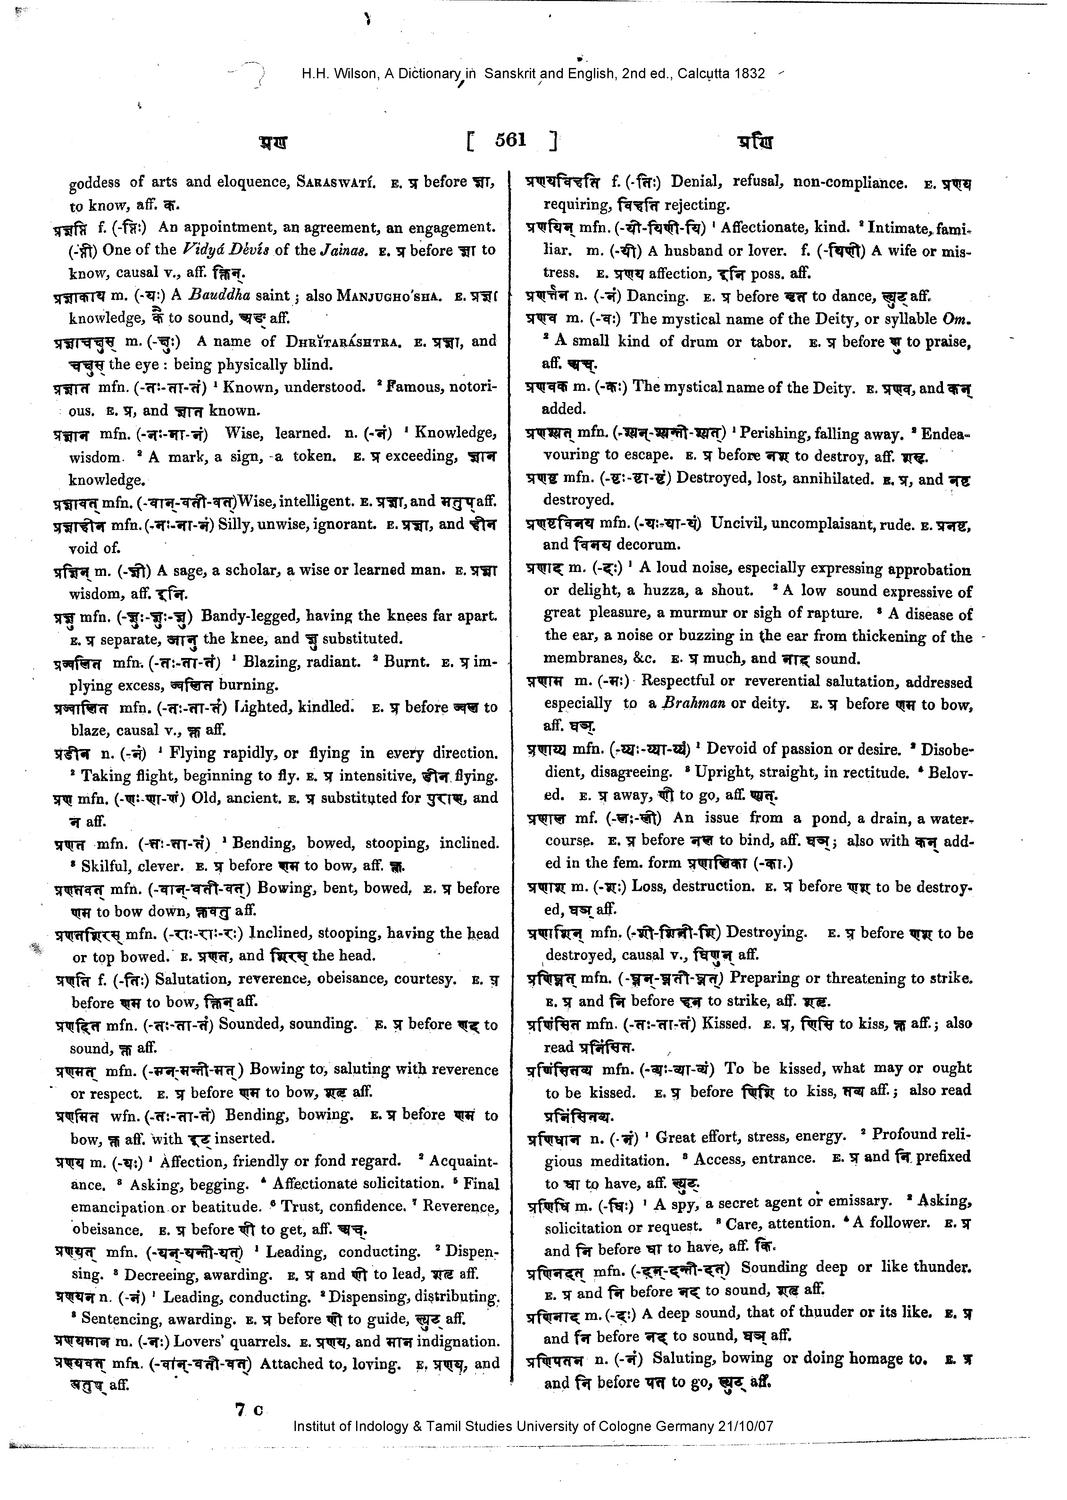 H.H. Wilson, A Dictionary in Sanskrit and English, 2nd ed., Calcutta 1832
प्रण [ 561 ] प्रणि
goddess of arts and eloquence, SARASWATÍ. E. प्र before ज्ञा,
to know, aff. क.
प्रज्ञप्ति f. (-प्तिः) An appointment, an agreement, an engagement.
(-प्ती) One of the Vidyá Dèvís of the Jainas. E. प्र before ज्ञा to
know, causal v., aff. क्तिन्.
प्रज्ञाकाय m. (-यः) A Bauddha saint ; also MANJUGHO'SHA. E. प्रज्ञा
knowledge, कै to sound, अङ् aff.
प्रज्ञाचक्षुस् m. (-क्षुः) A name of DHRĬTARÁSHTRA. E. प्रज्ञा, and
चक्षुस् the eye : being physically blind.
प्रज्ञात mfn. (-तः-ता-तं) ¹ Known, understood. ² Famous, notori-
ous. E. प्र, and ज्ञात known.
प्रज्ञान mfn. (-नः-ना-नं) Wise, learned. n. (-नं) ¹ Knowledge,
wisdom. ² A mark, a sign, a token. E. प्र exceeding, ज्ञान
knowledge.
प्रज्ञावत् mfn. (-वान्-वती-वत्) Wise, intelligent. E. प्रज्ञा, and मतुप् aff.
प्रज्ञाहीन mfn. (-नः-ना-नं) Silly, unwise, ignorant. E. प्रज्ञा, and हीन
void of.
प्रज्ञिन् m. (-ज्ञी) A sage, a scholar, a wise or learned man. E. प्रज्ञा
wisdom, aff. इनि.
प्रज्ञु mfn. (-ज्ञुः-ज्ञुः-ज्ञु) Bandy-legged, having the knees far apart.
E. प्र separate, जानु the knee, and ज्ञु substituted.
प्रज्वलित mfn. (-तः-ता-तं) ¹ Blazing, radiant. ² Burnt. E. प्र im-
plying excess, ज्वलित burning.
प्रज्वालित mfn. (-तः-ता-तं) Lighted, kindled. E. प्र before ज्वल to
blaze, causal v., क्त aff.
प्रडीन n. (-नं) ¹ Flying rapidly, or flying in every direction.
² Taking flight, beginning to fly. E. प्र intensitive, डीन flying.
प्रण mfn. (-णः-णा-णं) Old, ancient. E. प्र substituted for पुराण, and
न aff.
प्रणत mfn. (-तः-ता-तं) ¹ Bending, bowed, stooping, inclined.
² Skilful, clever. E. प्र before णम to bow, aff. क्त.
प्रणतवत् mfn. (-वान्-वती-वत्) Bowing, bent, bowed, E. प्र before
णम to bow down, क्तवतु aff.
प्रणतशिरस् mfn. (-राः-राः-रः) Inclined, stooping, having the head
or top bowed. E. प्रणत, and शिरस् the head.
प्रणति f. (-तिः) Salutation, reverence, obeisance, courtesy. E. प्र
before णम to bow, क्तिन् aff.
प्रणदित mfn. (-तः-ता-तं) Sounded, sounding. E. प्र before णद to
sound, क्त aff.
प्रणमत् mfn. (-मन्-मन्ती-मत्) Bowing to, saluting with reverence
or respect. E. प्र before णम to bow, शतृ aff.
प्रणमित wfn. (-तः-ता-तं) Bending, bowing. E. प्र before णम to
bow, क्त aff. with इट् inserted.
प्रणय m. (-यः) ¹ Affection, friendly or fond regard. ² Acquaint-
ance. ³ Asking, begging. ⁴ Affectionate solicitation. ⁵ Final
emancipation or beatitude. ⁶ Trust, confidence. ⁷ Reverence,
obeisance. E. प्र before णी to get, aff. अच्.
प्रणयत् mfn. (-यन्-यन्ती-यत्) ¹ Leading, conducting. ² Dispen-
sing. ³ Decreeing, awarding. E. प्र and णी to lead, शतृ aff.
प्रणयन n. (-नं) ¹ Leading, conducting. ² Dispensing, distributing.
³ Sentencing, awarding. E. प्र before णी to guide, ल्युट् aff.
प्रणयमान m. (-नः) Lovers' quarrels. E. प्रणय, and मान indignation.
प्रणयवत् mfn. (-वान्-वती-वत्) Attached to, loving. E. प्रणय, and
मतुप् aff.
7 C
प्रणयविहति f. (-तिः) Denial, refusal, non-compliance. E. प्रणय
requiring, विहति rejecting.
प्रणयिन् mfn. (-यी-यिणी-यि) ¹ Affectionate, kind. ² Intimate, fami-
liar. m. (-यी) A husband or lover. f. (-यिणी) A wife or mis-
tress. E. प्रणय affection, इनि poss. aff.
प्रणर्त्तन n. (-नं) Dancing. E. प्र before नृत to dance, ल्युट् aff.
प्रणव m. (-वः) The mystical name of the Deity, or syllable Om.
² A small kind of drum or tabor. E. प्र before णु to praise,
aff. अच्.
प्रणवक m. (-कः) The mystical name of the Deity. E. प्रणव, and कन्
added.
प्रणश्यत् mfn. (-श्यन्-श्यन्ती-श्यत्) ¹ Perishing, falling away. ² Endea-
vouring to escape. E. प्र before नश to destroy, aff. शतृ.
प्रणष्ट mfn. (-ष्टः-ष्टा-ष्टं) Destroyed, lost, annihilated. E. प्र, and नष्ट
destroyed.
प्रणष्टविनय mfn. (-यः-या-यं) Uncivil, uncomplaisant, rude. E. प्रनष्ट,
and विनय decorum.
प्रणाद m. (-दः) ¹ A loud noise, especially expressing approbation
or delight, a huzza, a shout. ² A low sound expressive of
great pleasure, a murmur or sigh of rapture. ³ A disease of
the ear, a noise or buzzing in the ear from thickening of the
membranes, &c. E. प्र much, and नाद sound.
प्रणाम m. (-मः) Respectful or reverential salutation, addressed
especially to a Brahman or deity. E. प्र before णम to bow,
aff. घञ्.
प्रणाय्य mfn. (-य्यः-य्या-य्यं) ¹ Devoid of passion or desire. ² Disobe-
dient, disagreeing. ³ Upright, straight, in rectitude. ⁴ Belov-
ed. E. प्र away, णी to go, aff. ण्यत्.
प्रणाल mf. (-लः-ली) An issue from a pond, a drain, a water-
course. E. प्र before नल to bind, aff. घञ्; also with कन् add-
ed in the fem. form प्रणालिका (-का.)
प्रणाश m. (-शः) Loss, destruction. E. प्र before णश to be destroy-
ed, घञ् aff.
प्रणाशिन् mfn. (-शी-शिनी-शि) Destroying. E. प्र before णश to be
destroyed, causal v., घिणुन् aff.
प्रणिघ्नत् mfn. (-घ्नन्-घ्नती-घ्नत्) Preparing or threatening to strike.
E. प्र and नि before हन to strike, aff. शतृ.
प्रणिंसित mfn. (-तः-ता-तं) Kissed. E. प्र, णिसि to kiss, क्त aff.; also
read प्रनिंसित.
प्रणिंसितव्य mfn. (-व्यः-व्या-व्यं) To be kissed, what may or ought
to be kissed. E. प्र before णिसि to kiss, तव्य aff.; also read
प्रनिंसितव्य.
प्रणिधान n. (-नं) ¹ Great effort, stress, energy. ² Profound reli-
gious meditation. ³ Access, entrance. E. प्र and नि prefixed
to धा to have, aff. ल्युट्.
प्रणिधि m. (-धिः) ¹ A spy, a secret agent or emissary. ² Asking,
solicitation or request. ³ Care, attention. ⁴ A follower. E. प्र
and नि before धा to have, aff. कि.
प्रणिनदत् mfn. (-दन्-दन्ती-दत्) Sounding deep or like thunder.
E. प्र and नि before नद to sound, शतृ aff.
प्रणिनाद m. (-दः) A deep sound, that of thuuder or its like. E. प्र
and नि before नद to sound, घञ् aff.
प्रणिपतन n. (-नं) Saluting, bowing or doing homage to. E. प्र
and नि before पत to go, ल्युट् aff.
Institut of Indology & Tamil Studies University of Cologne Germany 21/10/07